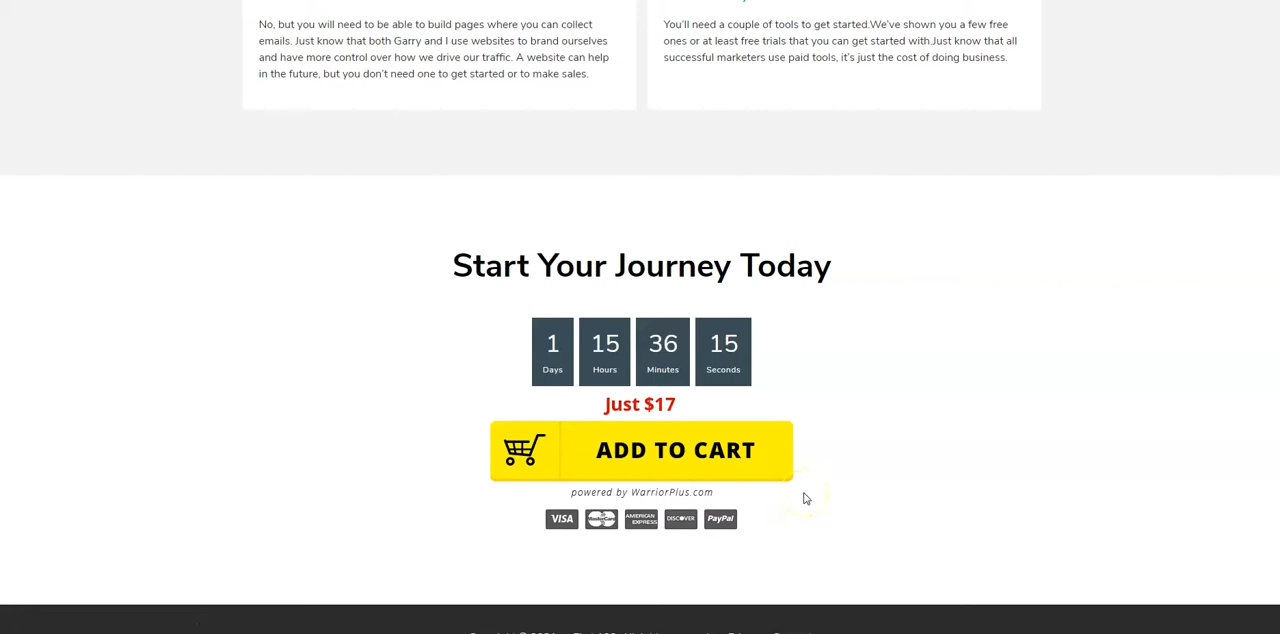 No, but you will need to be able to build pages where you can collect
emails. Just know that both Garry and I use websites to brand ourselves
and have more control over how we drive our traffic. A website can help
in the future, but you don't need one to get started or to make sales.
You'll need a couple of tools to get started.We've shown you a few free
ones or at least free trials that you can get started with.Just know that all
successful marketers use paid tools, it's just the cost of doing business.
Start Your Journey Today
1 15 36 15
Days Hours Minutes Seconds
Just $17
ADD TO CART
powered by WarriorPlus.com
VISA MasterCard AMERICAN EXPRESS DISCOVER PayPal